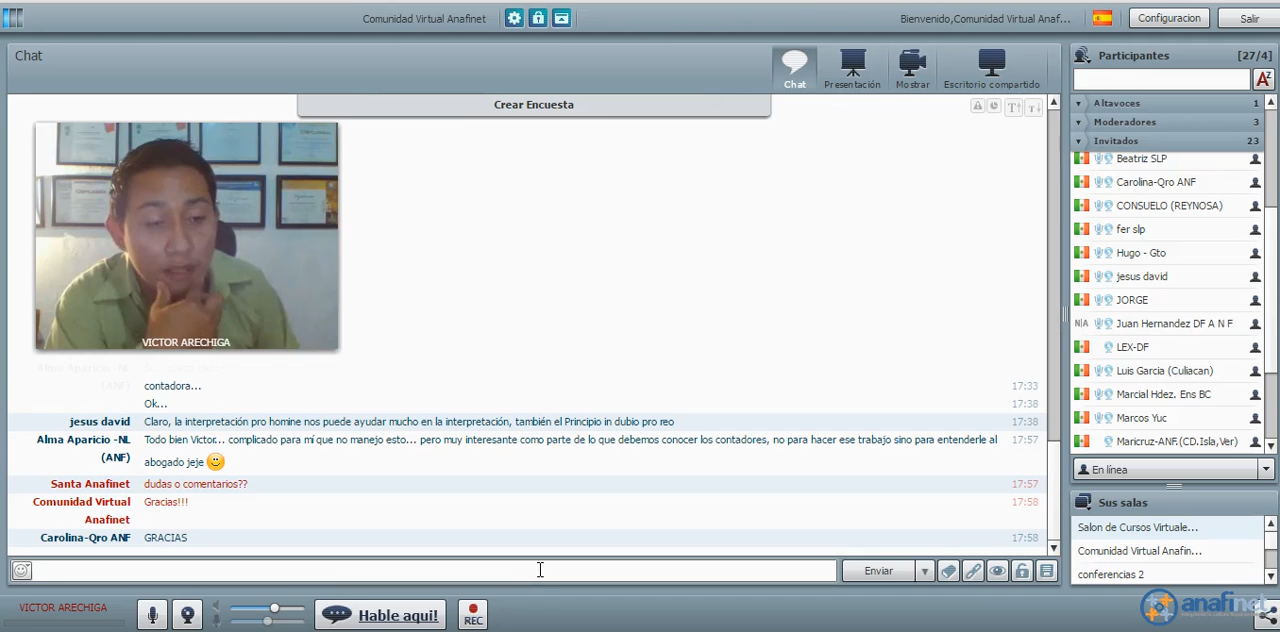 Comunidad Virtual Anafinet
Bienvenido,Comunidad Virtual Anaf...
Configuracion
Salir
Chat
Chat
Presentación
Mostrar
Escritorio compartido
Crear Encuesta
VICTOR ARECHIGA
Alma Aparicio -NL
(ANF)
contadora...
17:33
Ok...
17:38
jesus david
Claro, la interpretación pro homine nos puede ayudar mucho en la interpretación, también el Principio in dubio pro reo
17:38
Alma Aparicio -NL
(ANF)
Todo bien Victor... complicado para mí que no manejo esto... pero muy interesante como parte de lo que debemos conocer los contadores, no para hacer ese trabajo sino para entenderle al
17:57
abogado jeje
Santa Anafinet
dudas o comentarios??
17:57
Comunidad Virtual
Anafinet
Gracias!!!
17:58
Carolina-Qro ANF
GRACIAS
17:58
Enviar
VICTOR ARECHIGA
Hable aqui!
REC
Participantes
[27/4]
AZ
Altavoces
1
Moderadores
3
Invitados
23
Beatriz SLP
Carolina-Qro ANF
CONSUELO (REYNOSA)
fer slp
Hugo - Gto
jesus david
JORGE
N/A
Juan Hernandez DF A N F
LEX-DF
Luis Garcia (Culiacan)
Marcial Hdez. Ens BC
Marcos Yuc
Maricruz-ANF.(CD.Isla,Ver)
En línea
Sus salas
Salon de Cursos Virtuale...
Comunidad Virtual Anafin...
conferencias 2
anafinet